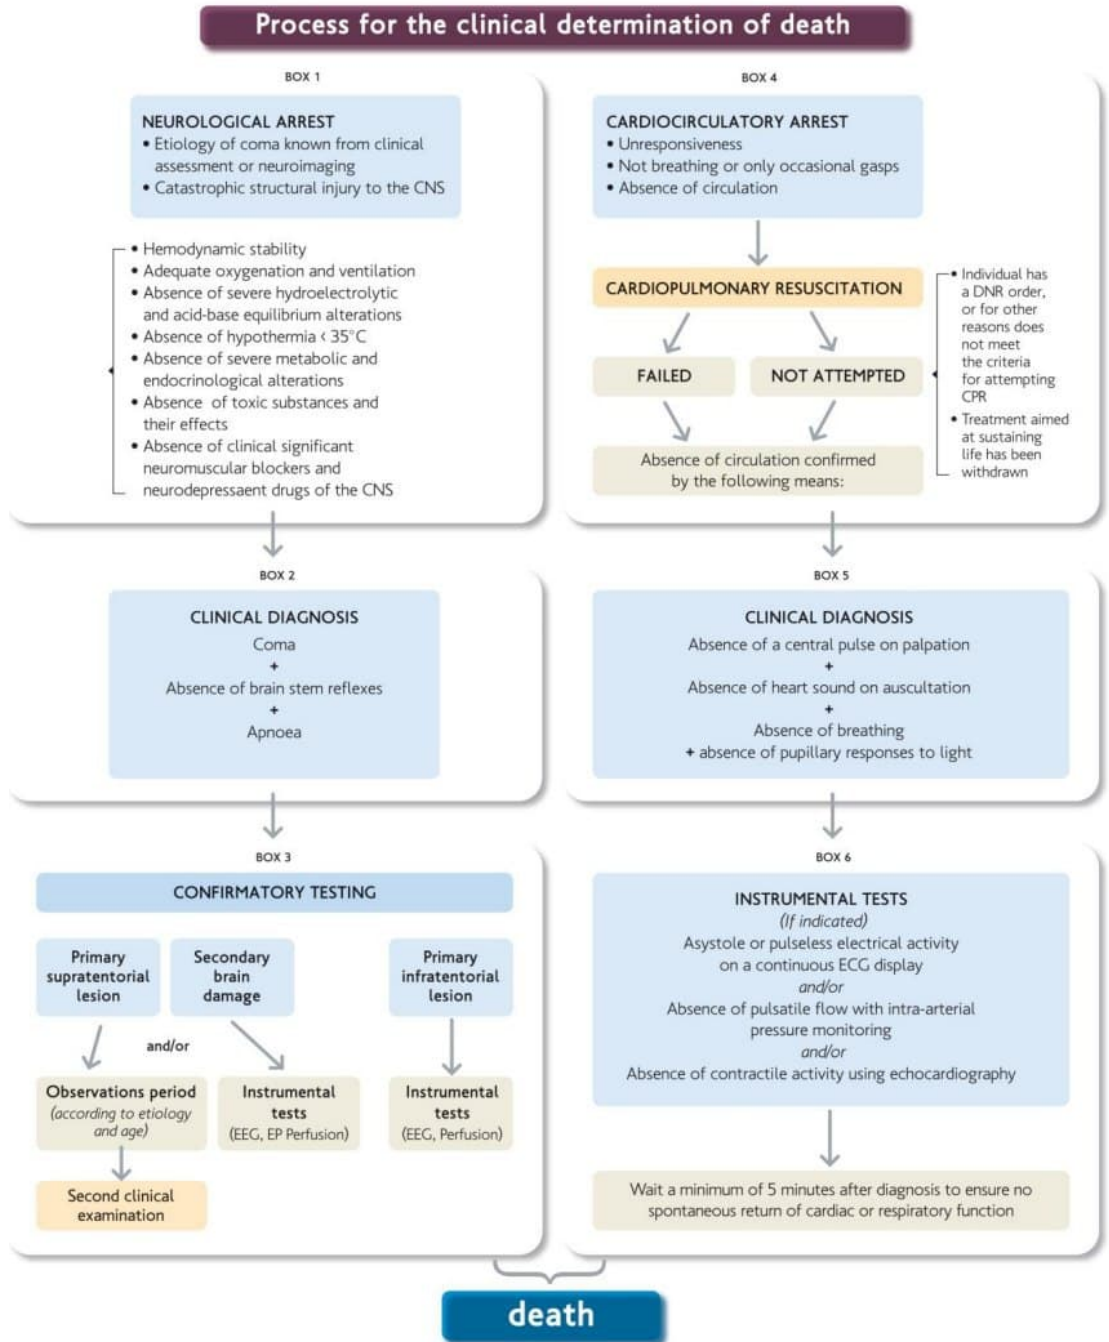 Process for the clinical determination of death
BOX 1
NEUROLOGICAL ARREST
• Etiology of coma known from clinical
assessment or neuroimaging
• Catastrophic structural injury to the CNS
• Hemodynamic stability
• Adequate oxygenation and ventilation
• Absence of severe hydroelectrolytic
and acid-base equilibrium alterations
• Absence of hypothermia < 35°C
• Absence of severe metabolic and
endocrinological alterations
• Absence of toxic substances and
their effects
• Absence of clinical significant
neuromuscular blockers and
neurodepressaent drugs of the CNS
BOX 2
CLINICAL DIAGNOSIS
Coma
+
Absence of brain stem reflexes
+
Apnoea
BOX 3
CONFIRMATORY TESTING
Primary
supratentorial
lesion
Secondary
brain
damage
Primary
infratentorial
lesion
and/or
Observations period
(according to etiology
and age)
Instrumental
tests
(EEG, EP Perfusion)
Instrumental
tests
(EEG, Perfusion)
Second clinical
examination
BOX 4
CARDIOCIRCULATORY ARREST
• Unresponsiveness
• Not breathing or only occasional gasps
• Absence of circulation
CARDIOPULMONARY RESUSCITATION
FAILED
NOT ATTEMPTED
• Individual has
a DNR order,
or for other
reasons does
not meet
the criteria
for attempting
CPR
• Treatment aimed
at sustaining
life has been
withdrawn
Absence of circulation confirmed
by the following means:
BOX 5
CLINICAL DIAGNOSIS
Absence of a central pulse on palpation
+
Absence of heart sound on auscultation
+
Absence of breathing
+ absence of pupillary responses to light
BOX 6
INSTRUMENTAL TESTS
(If indicated)
Asystole or pulseless electrical activity
on a continuous ECG display
and/or
Absence of pulsatile flow with intra-arterial
pressure monitoring
and/or
Absence of contractile activity using echocardiography
Wait a minimum of 5 minutes after diagnosis to ensure no
spontaneous return of cardiac or respiratory function
death